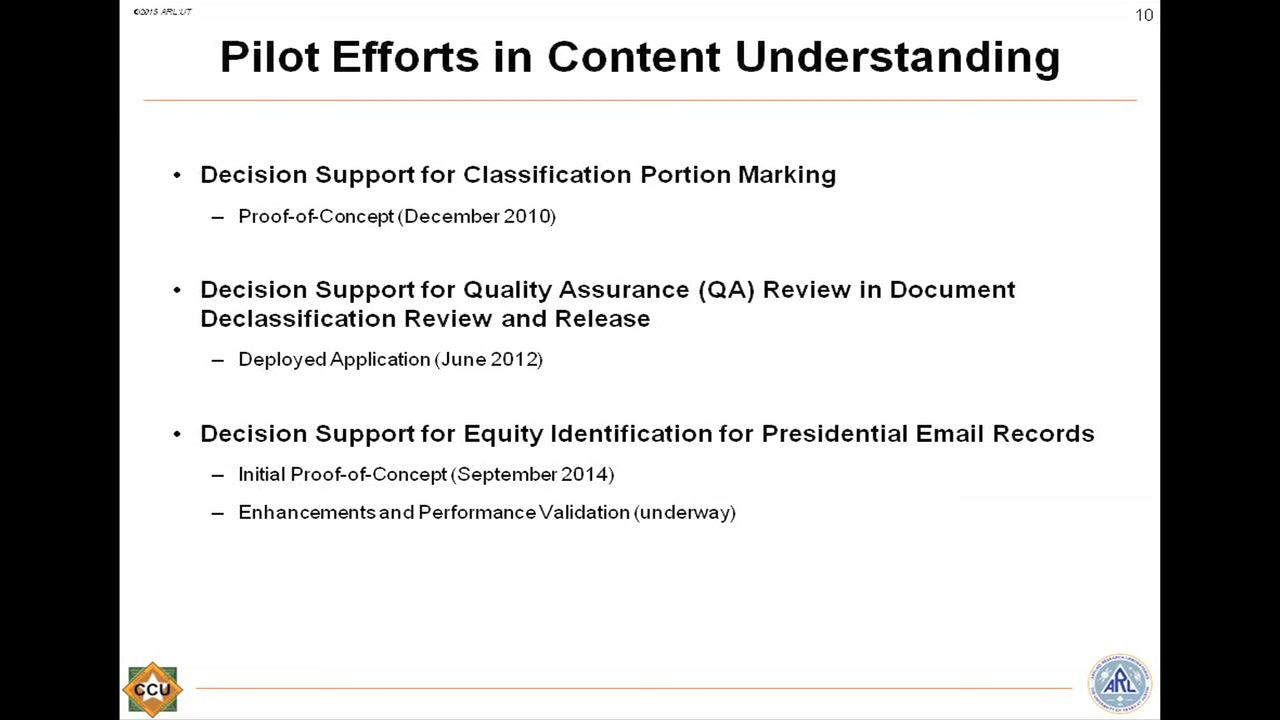 ©2015 ARL:UT
10
Pilot Efforts in Content Understanding
• Decision Support for Classification Portion Marking
– Proof-of-Concept (December 2010)
• Decision Support for Quality Assurance (QA) Review in Document
Declassification Review and Release
– Deployed Application (June 2012)
• Decision Support for Equity Identification for Presidential Email Records
– Initial Proof-of-Concept (September 2014)
– Enhancements and Performance Validation (underway)
CCU
ARL